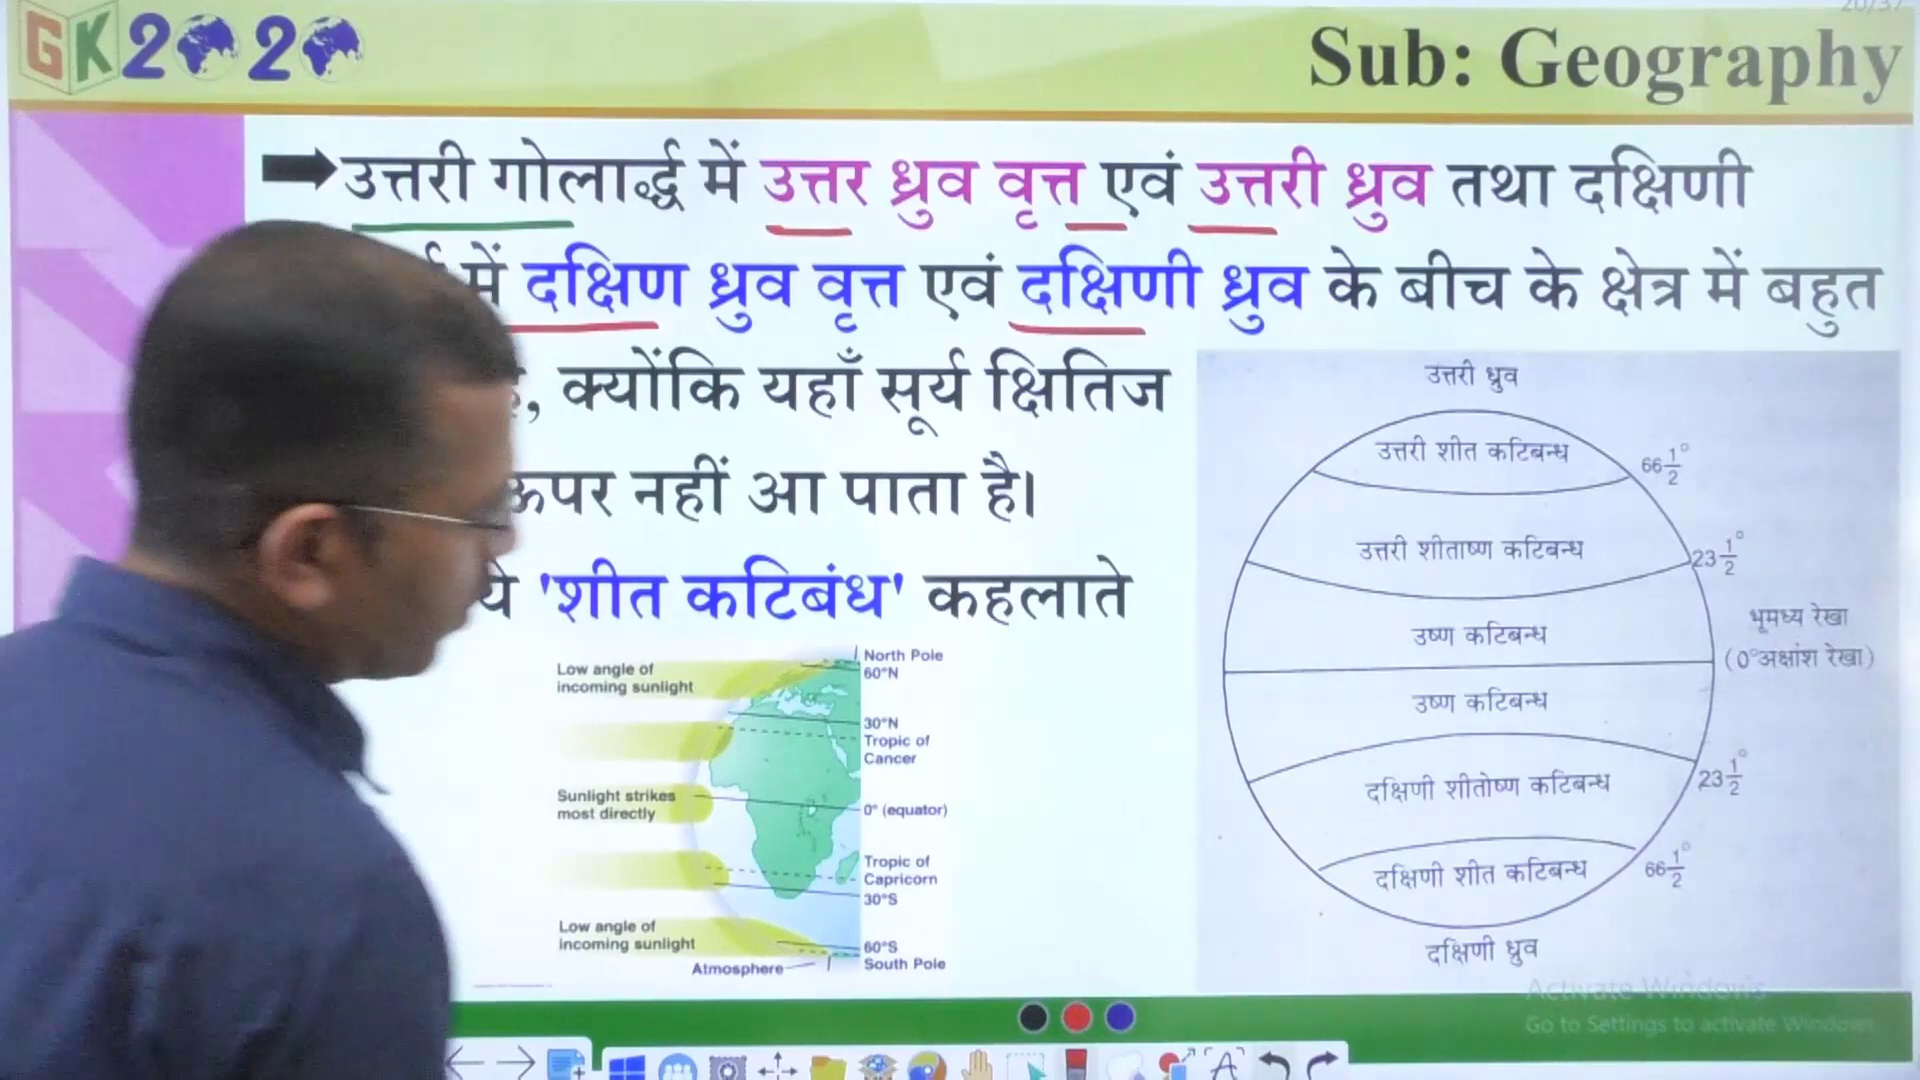 GK2020
Sub: Geography
उत्तरी गोलार्द्ध में उत्तर ध्रुव वृत्त एवं उत्तरी ध्रुव तथा दक्षिणी
में दक्षिण ध्रुव वृत्त एवं दक्षिणी ध्रुव के बीच के क्षेत्र में बहुत
, क्योंकि यहाँ सूर्य क्षितिज
ऊपर नहीं आ पाता है।
ये 'शीत कटिबंध' कहलाते
Low angle of
incoming sunlight
Sunlight strikes
most directly
Low angle of
incoming sunlight
Atmosphere
North Pole
60°N
30°N
Tropic of
Cancer
0° (equator)
Tropic of
Capricorn
30°S
60°S
South Pole
उत्तरी ध्रुव
उत्तरी शीत कटिबन्ध
66 1/2°
उत्तरी शीताष्ण कटिबन्ध
23 1/2°
उष्ण कटिबन्ध
भूमध्य रेखा
(0°अक्षांश रेखा)
उष्ण कटिबन्ध
दक्षिणी शीतोष्ण कटिबन्ध
23 1/2°
दक्षिणी शीत कटिबन्ध
66 1/2°
दक्षिणी ध्रुव
Activate Windows
Go to Settings to activate Windows.